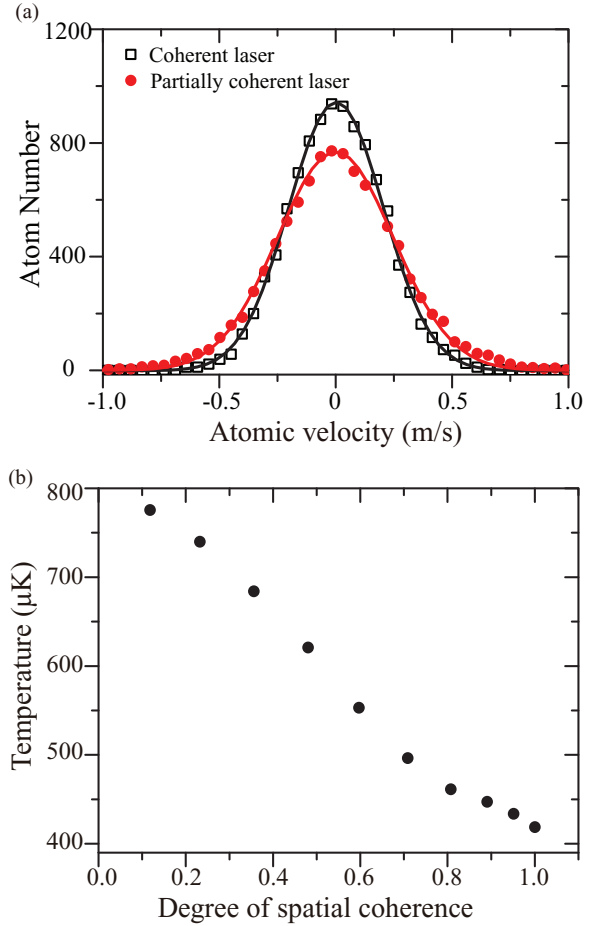 (a)
1200
800
400
0
Atom Number
Coherent laser
Partially coherent laser
-1.0
-0.5
0
0.5
1.0
Atomic velocity (m/s)
(b)
800
700
600
500
400
Temperature (μK)
0.0
0.2
0.4
0.6
0.8
1.0
Degree of spatial coherence